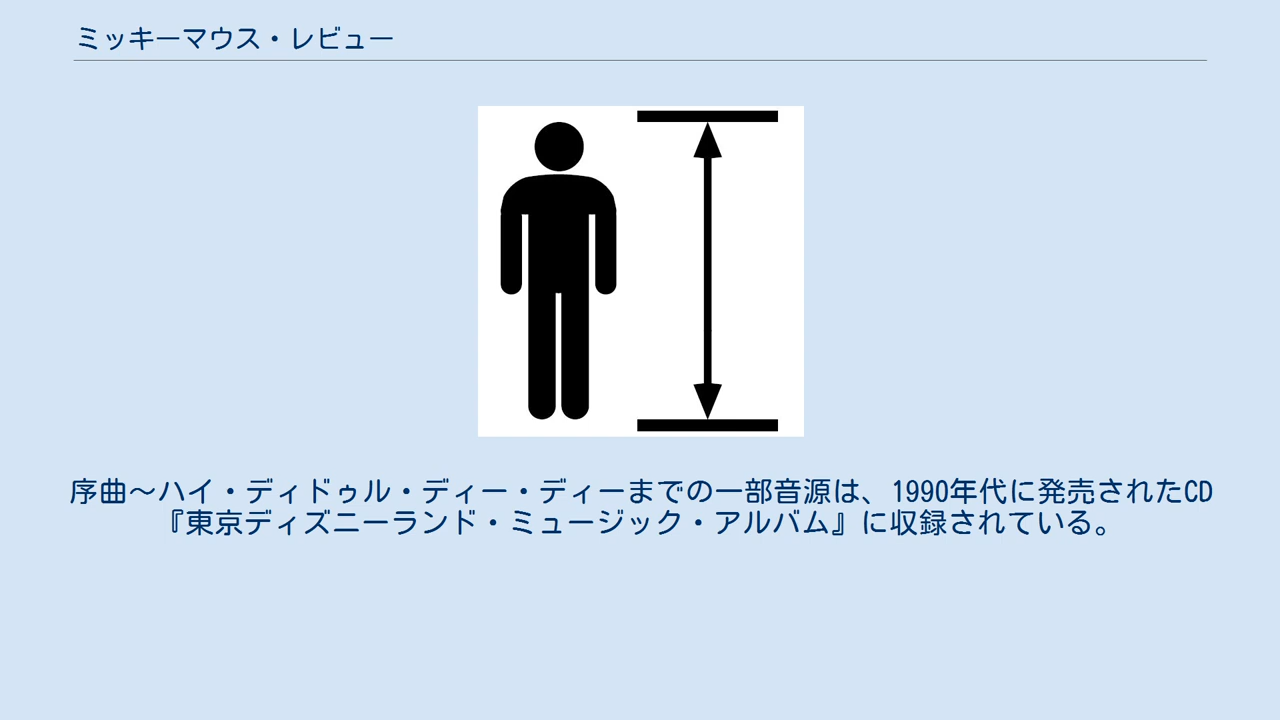 ミッキーマウス・レビュー
序曲〜ハイ・ディドゥル・ディー・ディーまでの一部音源は、1990年代に発売されたCD
『東京ディズニーランド・ミュージック・アルバム』に収録されている。